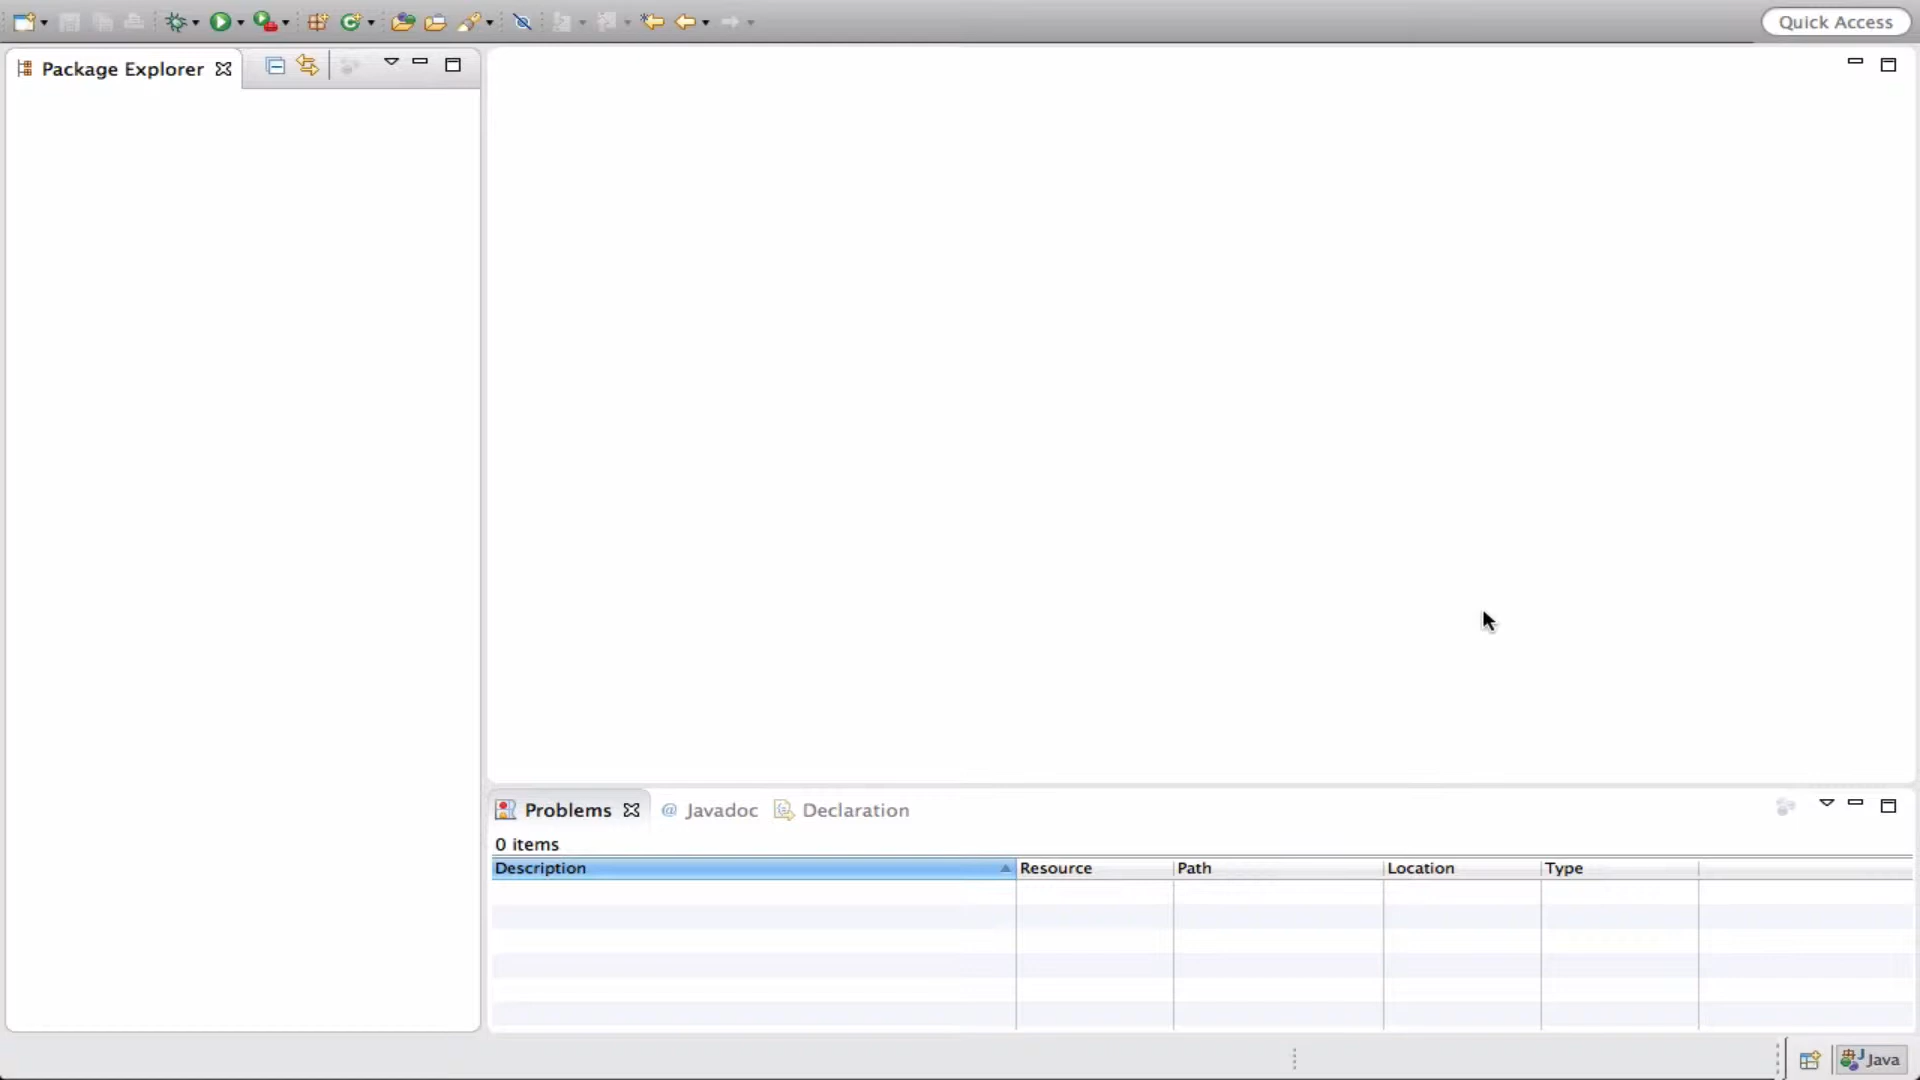 Quick Access
Package Explorer
Problems @ Javadoc Declaration
0 items
Description Resource Path Location Type
Java